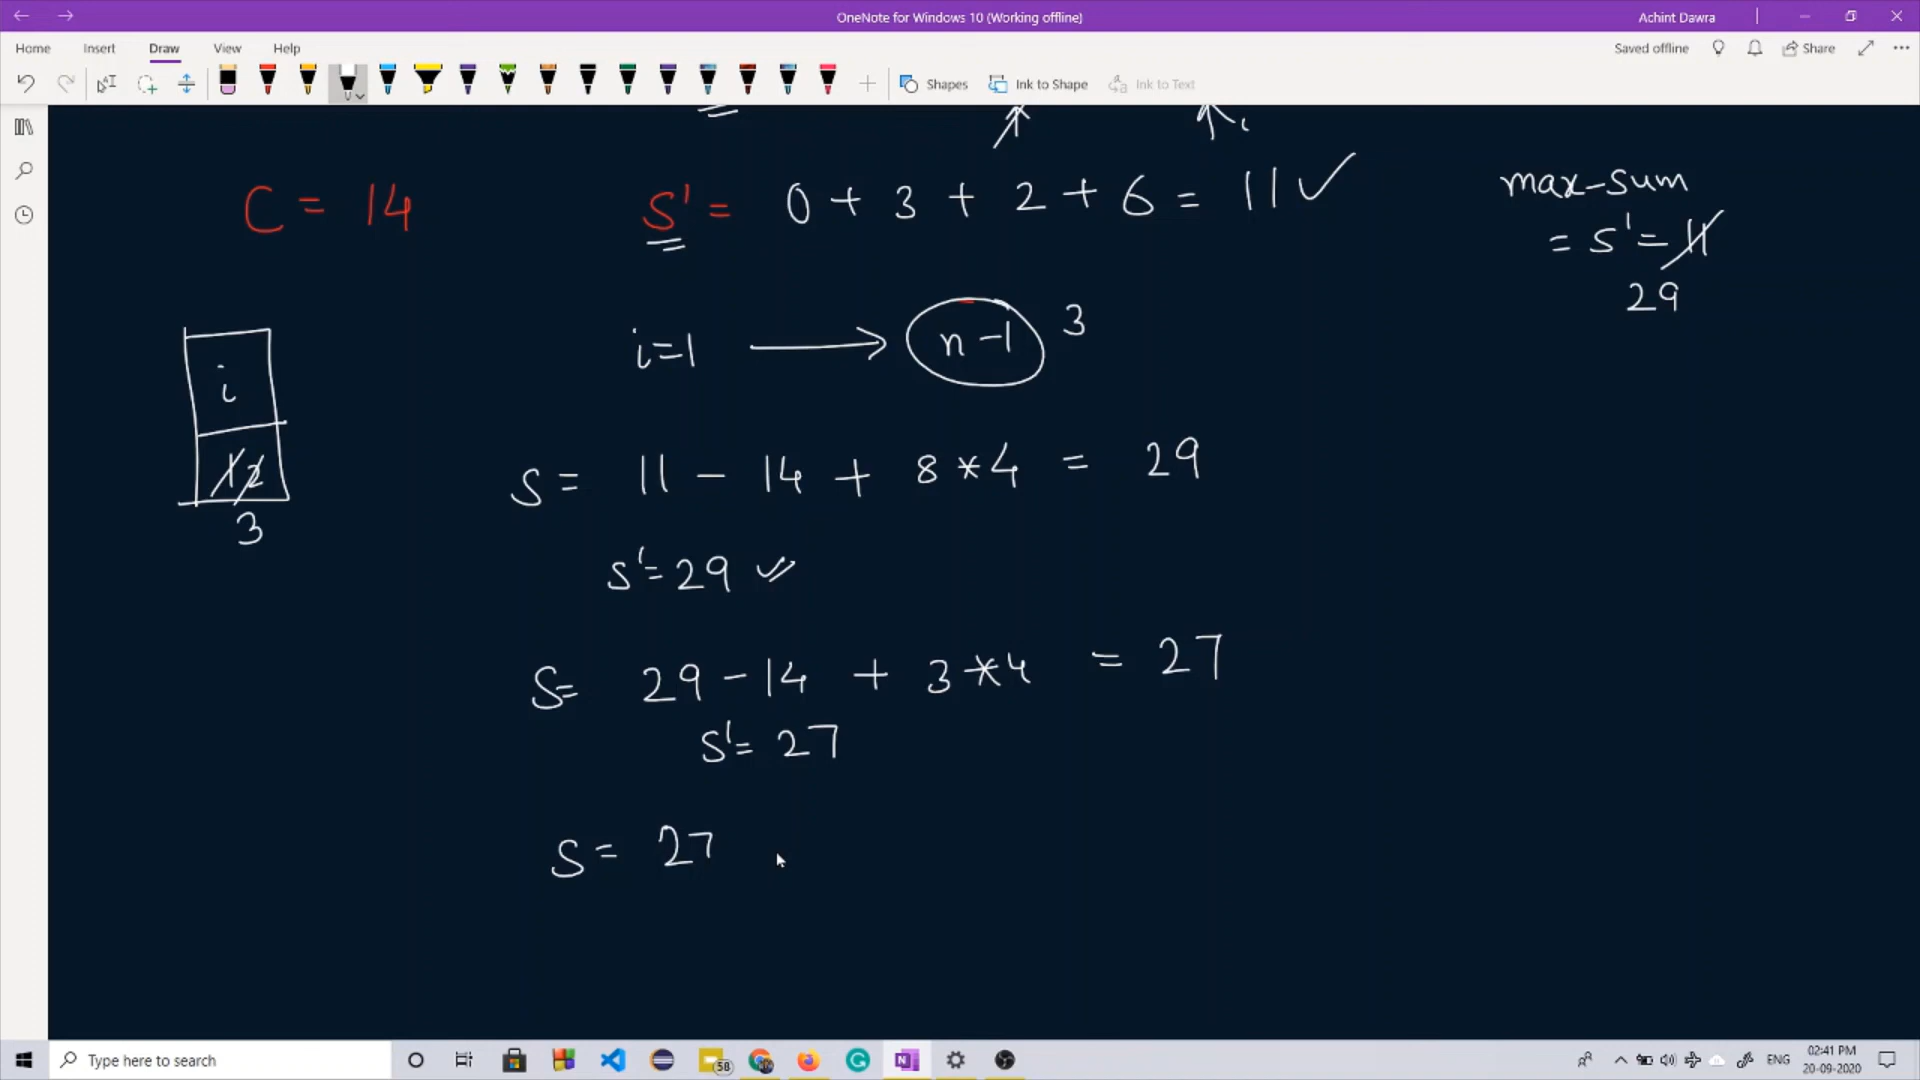 OneNote for Windows 10 (Working offline)
Achint Dawra
Home Insert Draw View Help
Saved offline Share
Shapes Ink to Shape Ink to Text
C = 14
S' = 0 + 3 + 2 + 6 = 11 ✓
max-sum
= S' = 11
29
i=1 → n-1 3
i
1 2
3
S = 11 - 14 + 8 * 4 = 29
S' = 29 ✓
S = 29 - 14 + 3 * 4 = 27
S' = 27
S = 27
Type here to search
58
ENG
02:41 PM
20-09-2020